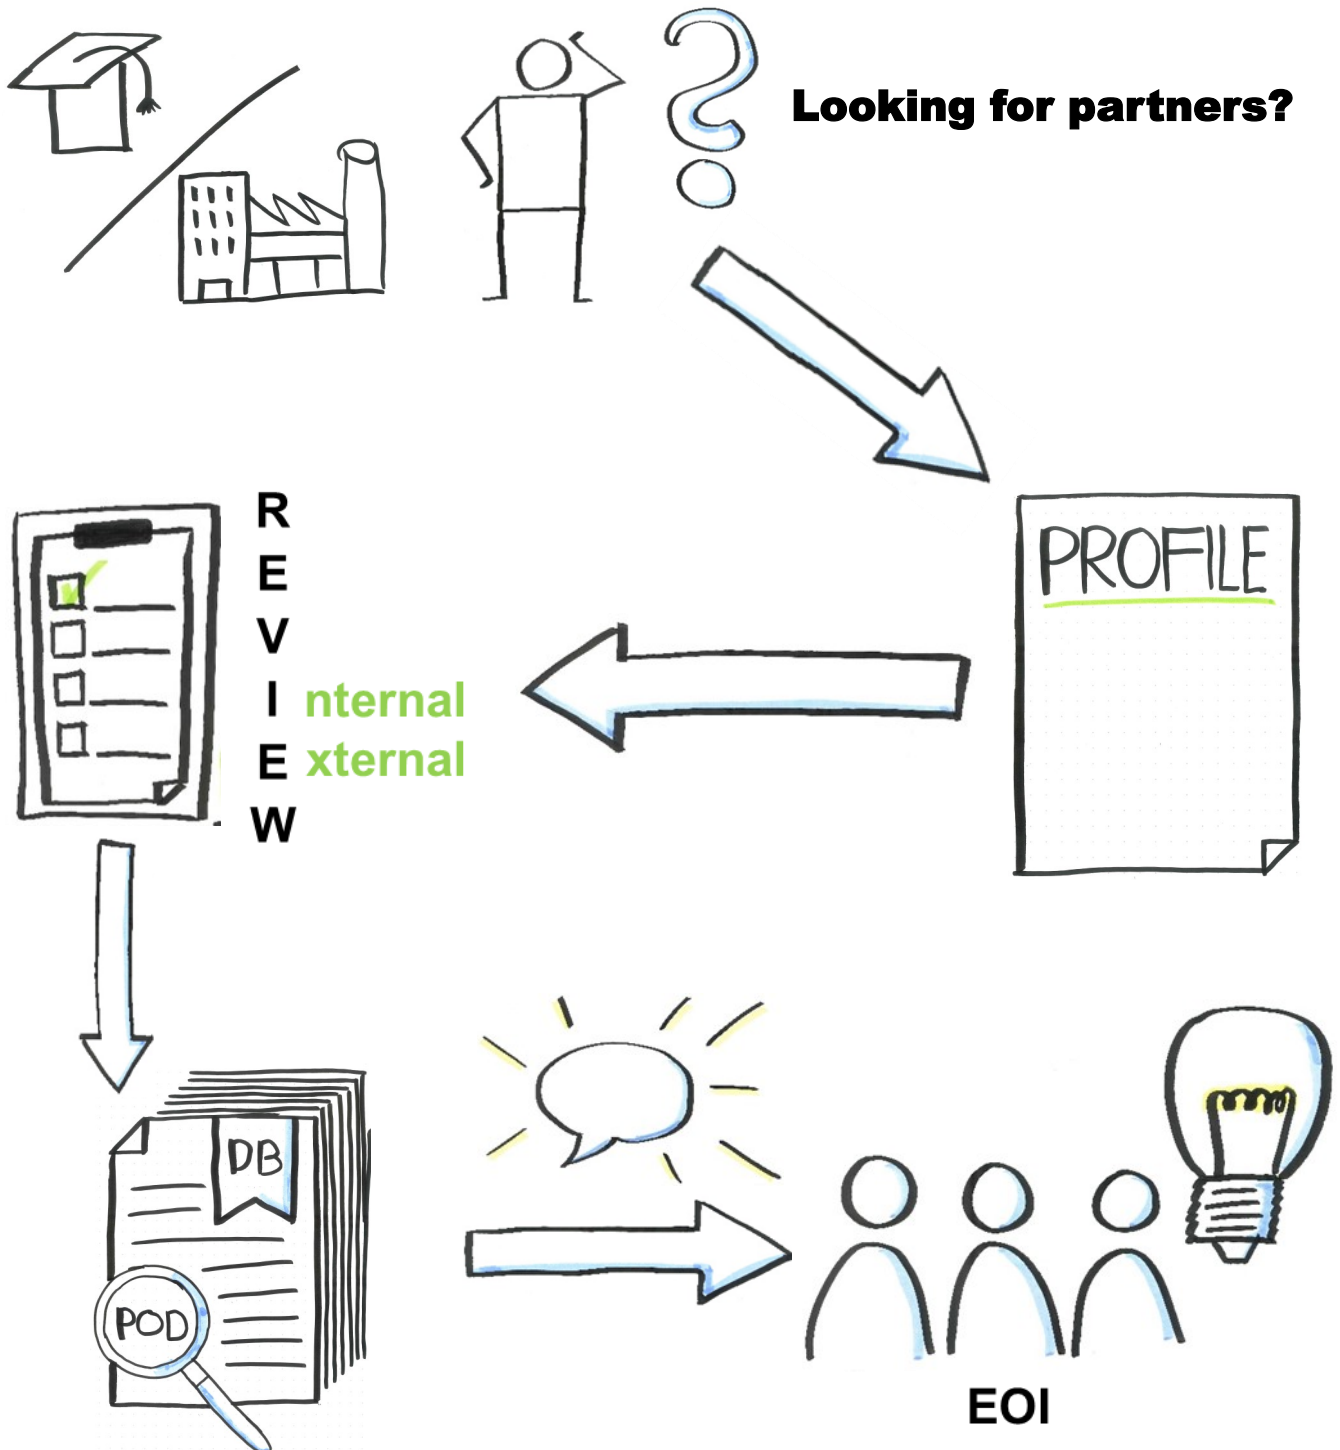 Looking for partners?
PROFILE
R
E
V
I nternal
E xternal
W
DB
POD
EOI